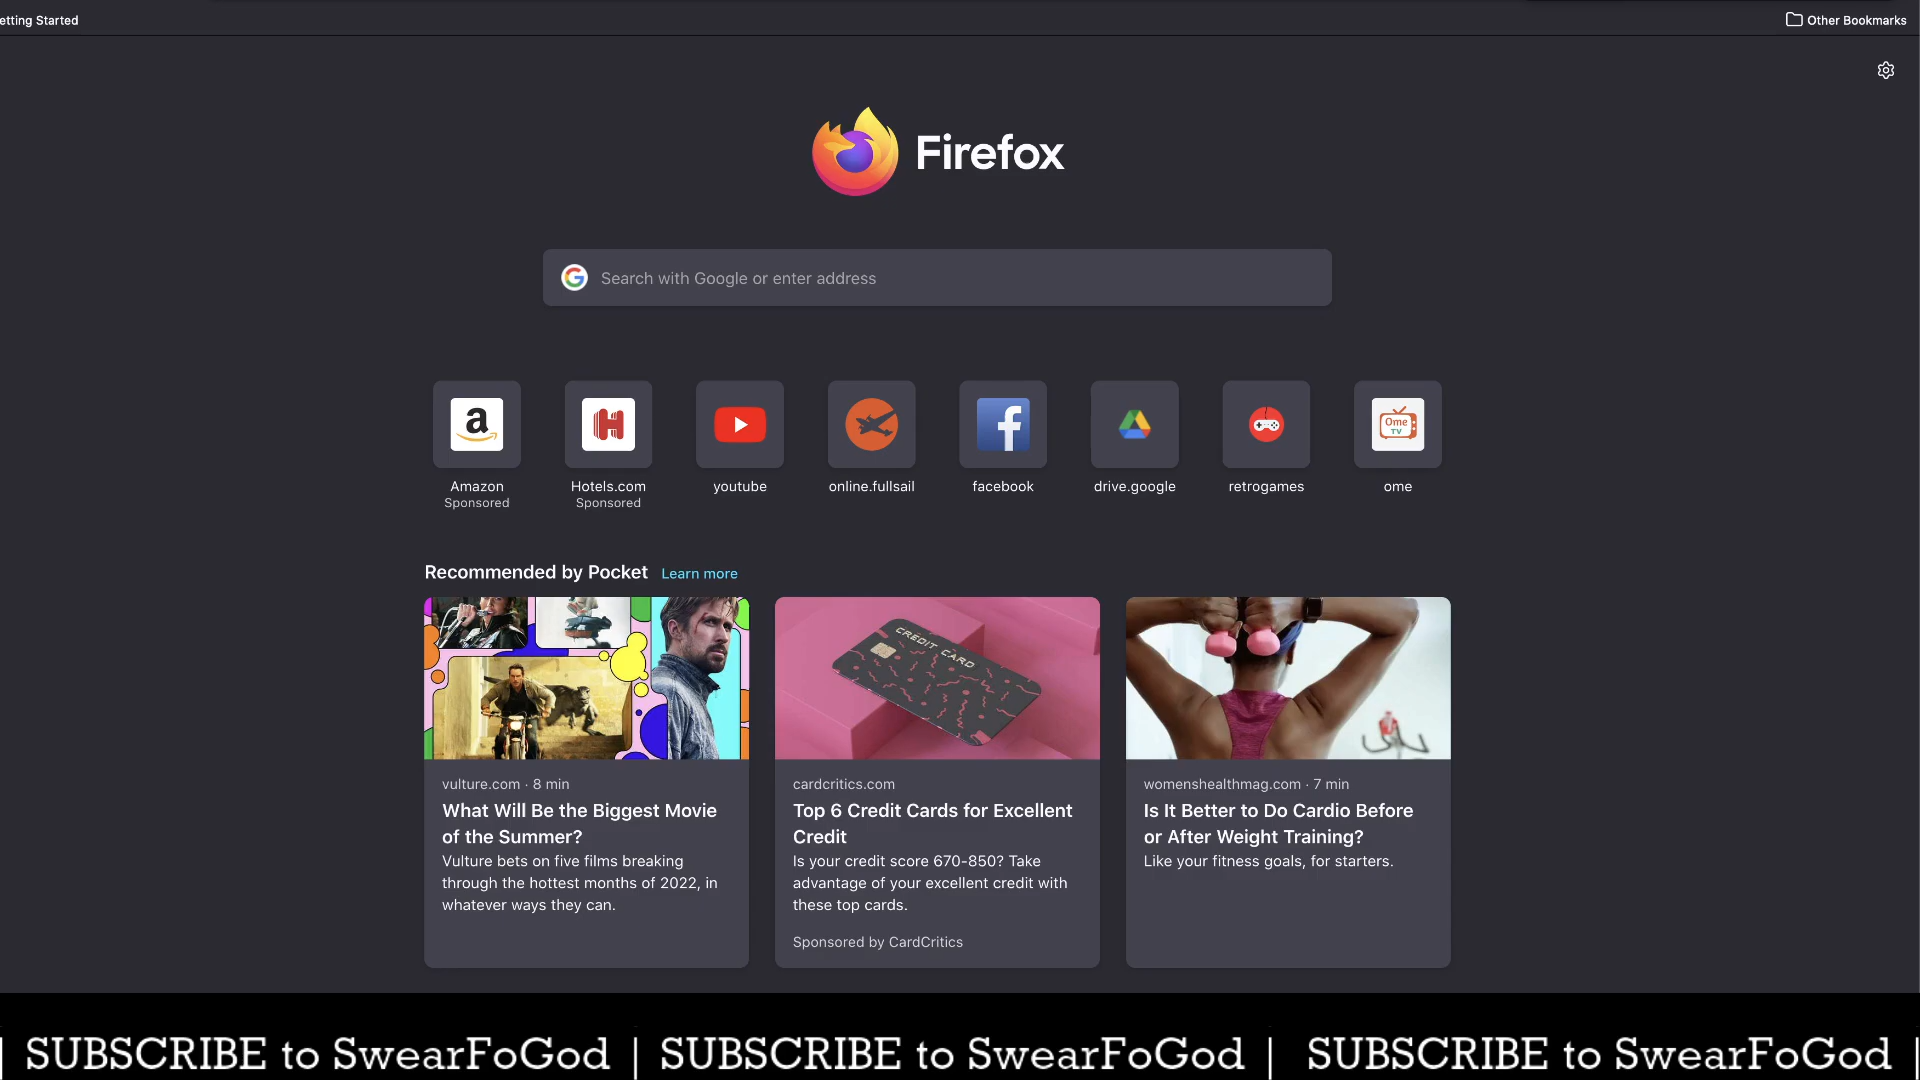 etting Started
Other Bookmarks
Firefox
Search with Google or enter address
a
H
f
Ome
TV
Amazon
Sponsored
Hotels.com
Sponsored
youtube
online.fullsail
facebook
drive.google
retrogames
ome
Recommended by Pocket Learn more
CREDIT CARD
vulture.com · 8 min
What Will Be the Biggest Movie
of the Summer?
Vulture bets on five films breaking
through the hottest months of 2022, in
whatever ways they can.
cardcritics.com
Top 6 Credit Cards for Excellent
Credit
Is your credit score 670-850? Take
advantage of your excellent credit with
these top cards.
Sponsored by CardCritics
womenshealthmag.com · 7 min
Is It Better to Do Cardio Before
or After Weight Training?
Like your fitness goals, for starters.
| SUBSCRIBE to SwearFoGod | SUBSCRIBE to SwearFoGod | SUBSCRIBE to SwearFoGod |